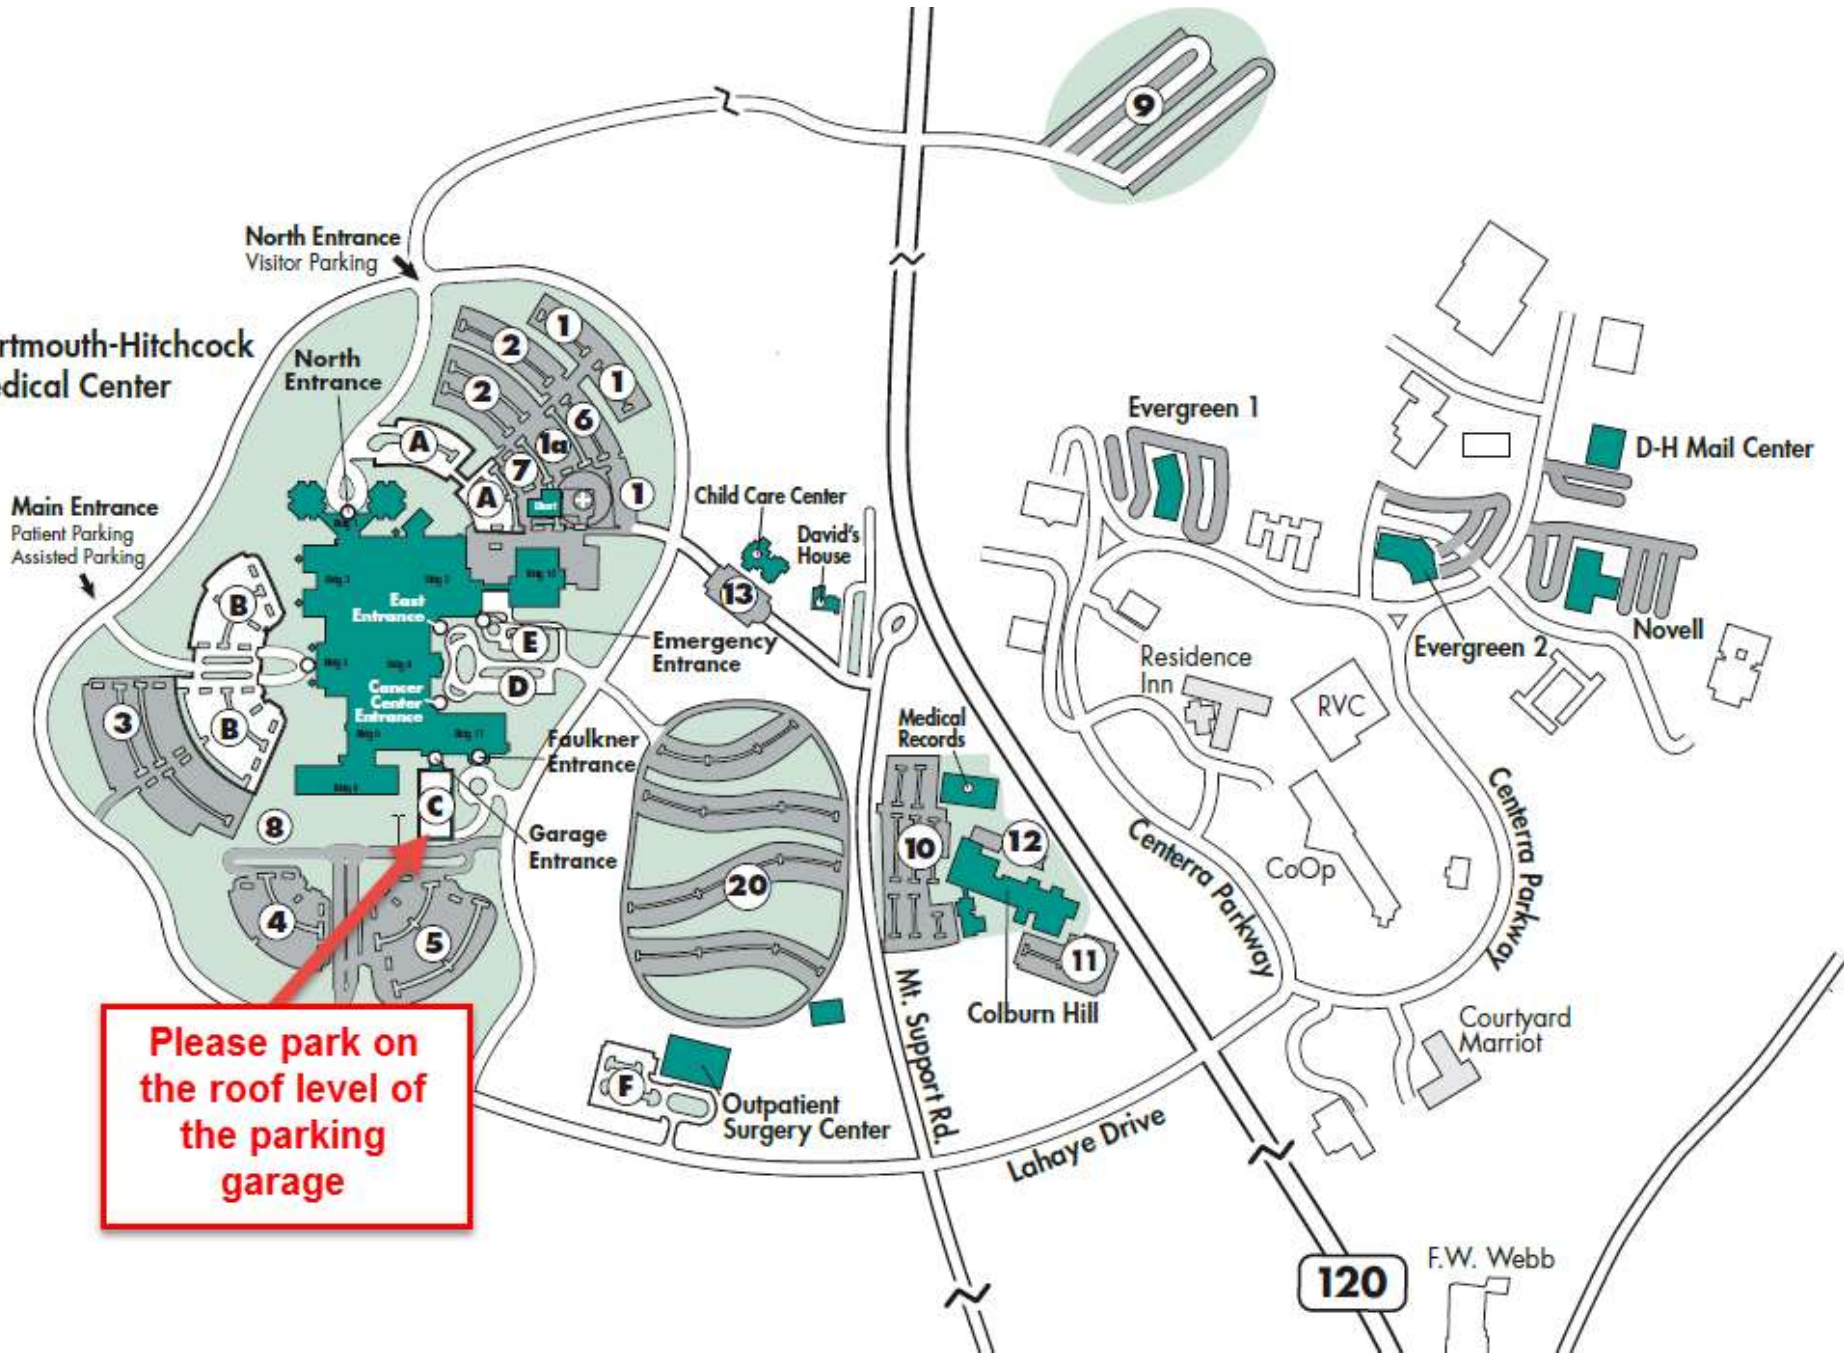 9
North Entrance
Visitor Parking
rtmouth-Hitchcock
edical Center
North
Entrance
1
2
1
2
6
A
1a
7
A
1
Main Entrance
Patient Parking
Assisted Parking
Child Care Center
David's
House
13
B
East
Entrance
E
Emergency
Entrance
D
Cancer
Center
Entrance
3
B
Faulkner
Entrance
C
8
Garage
Entrance
4
5
20
Medical
Records
10
12
11
Colburn Hill
Mt. Support Rd.
F
Outpatient
Surgery Center
Lahaye Drive
Evergreen 1
D-H Mail Center
Evergreen 2
Novell
Residence
Inn
RVC
CoOp
Centerra Parkway
Centerra Parkway
Courtyard
Marriot
F.W. Webb
120
Please park on
the roof level of
the parking
garage